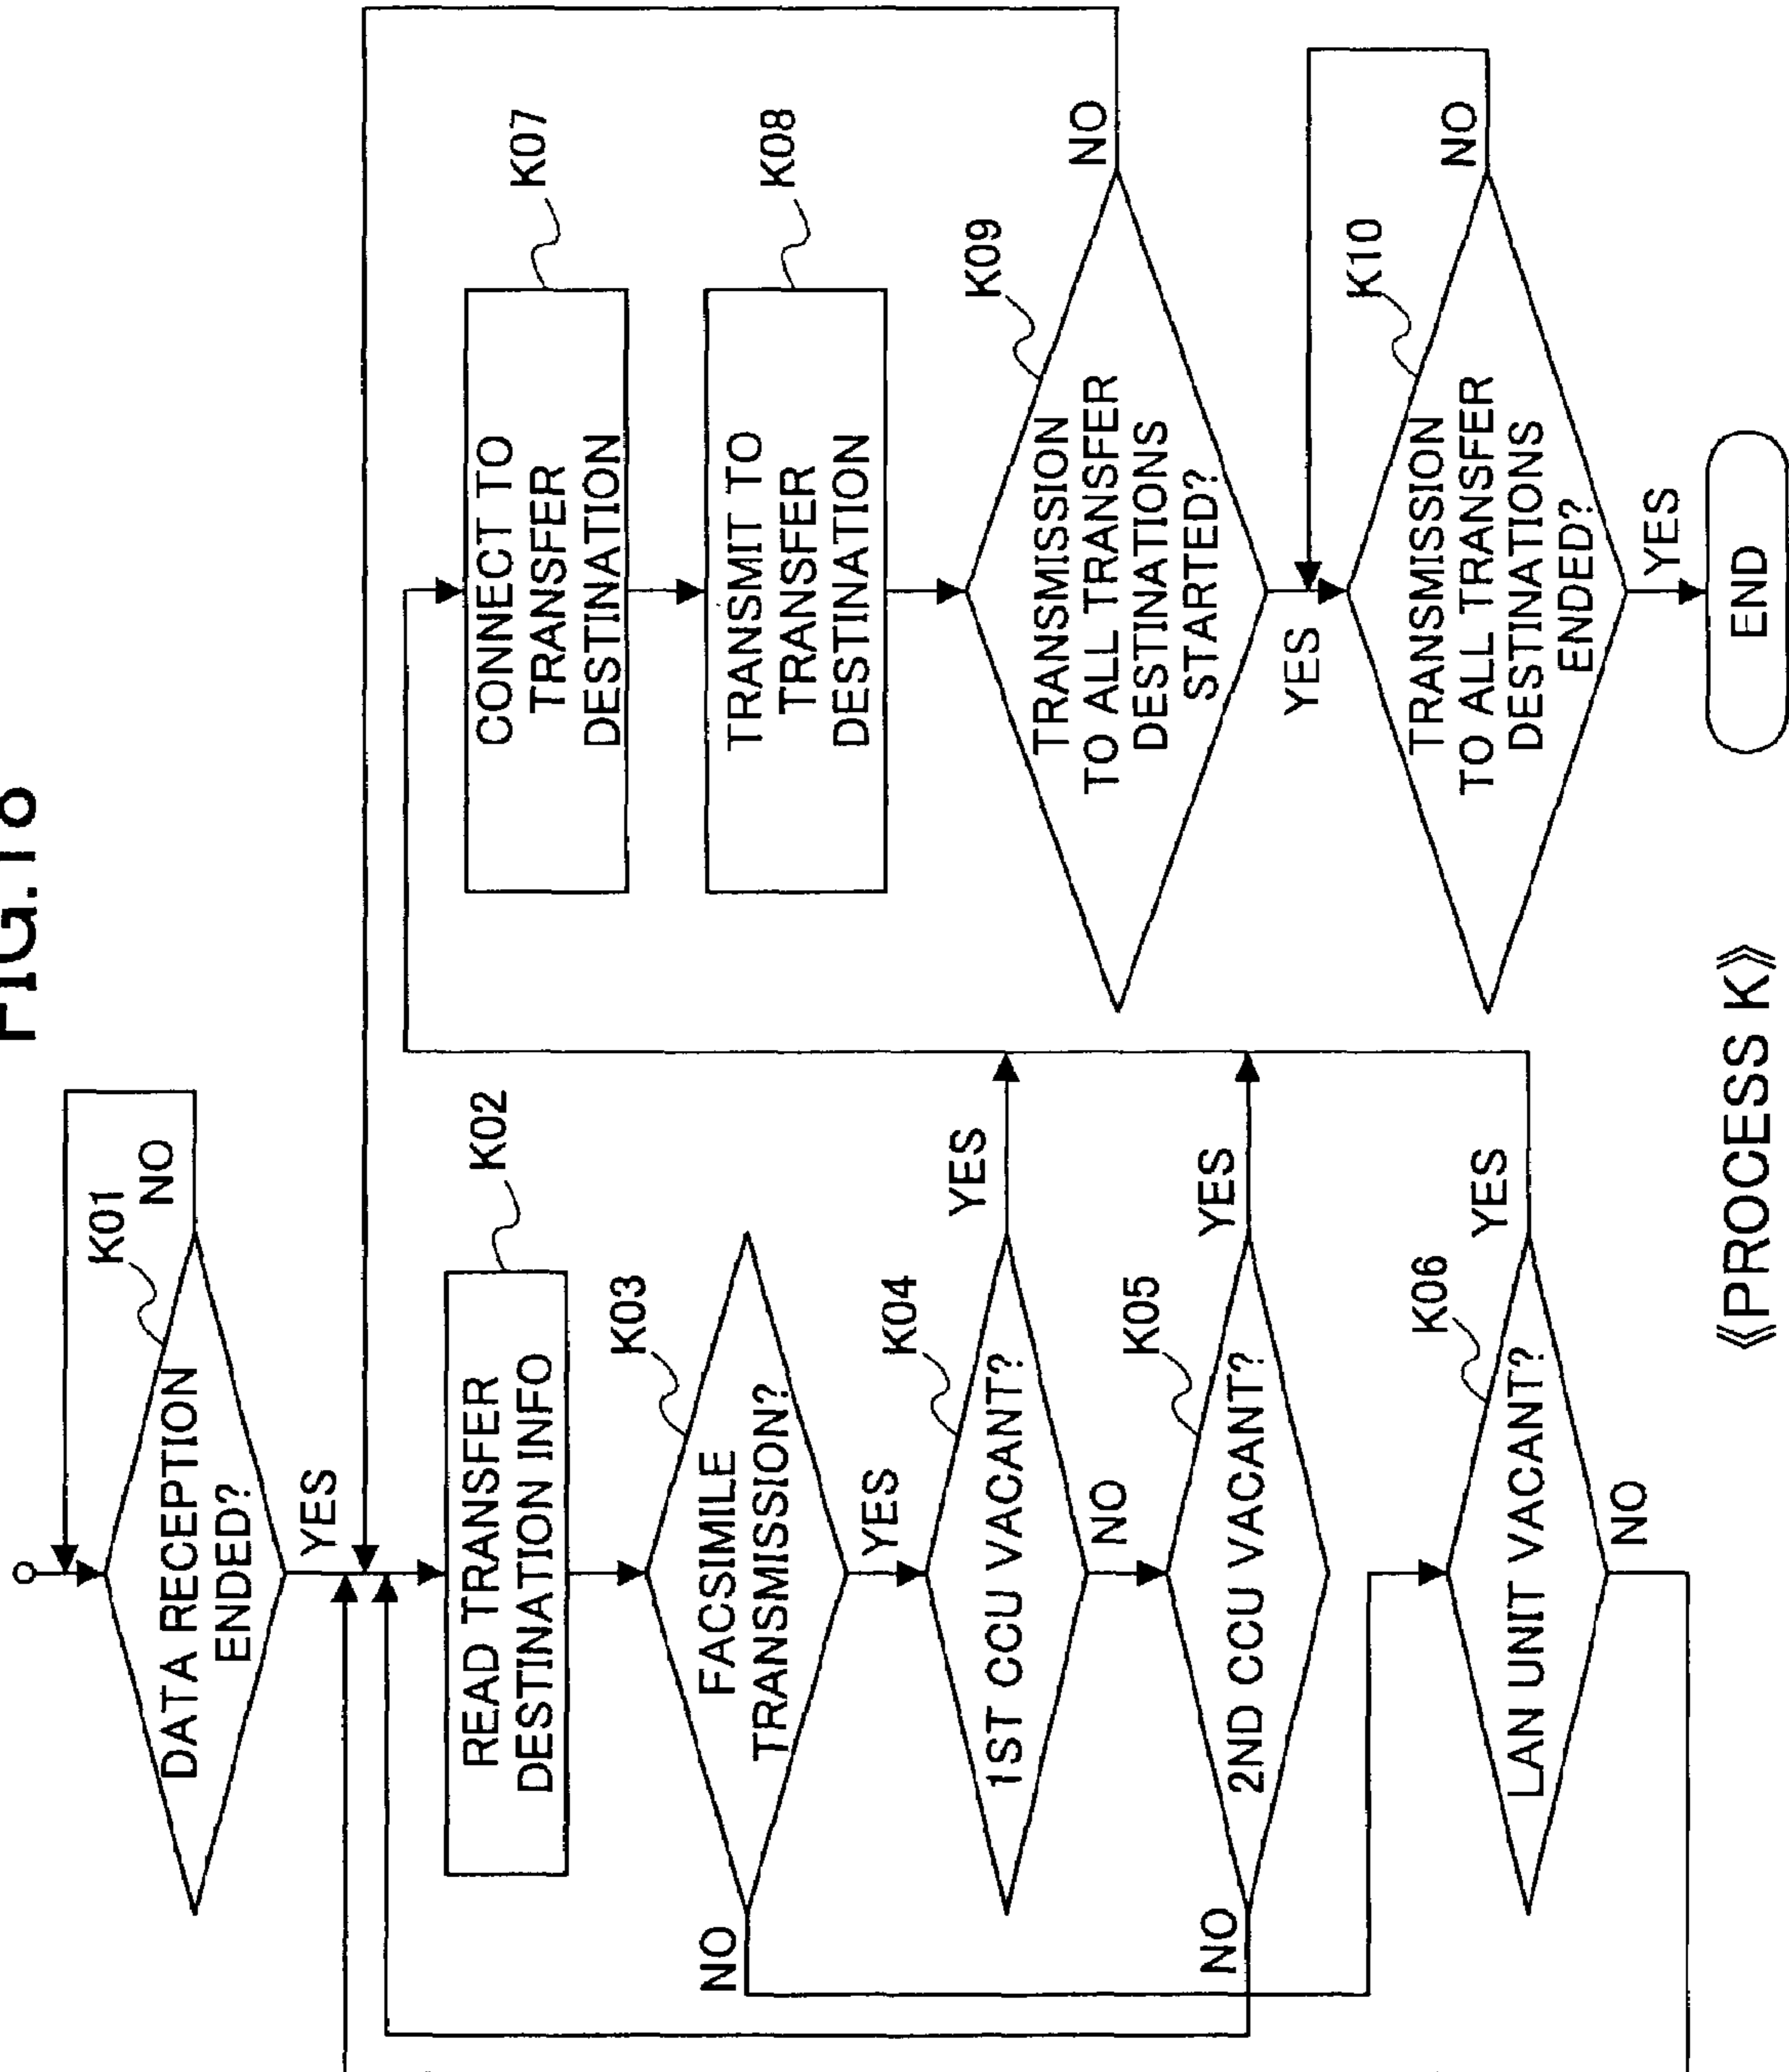 FIG.18
K01
DATA RECEPTION
ENDED?
NO
YES
K02
READ TRANSFER
DESTINATION INFO
K03
FACSIMILE
TRANSMISSION?
NO
YES
K04
1ST CCU VACANT?
YES
NO
K05
2ND CCU VACANT?
YES
NO
K06
LAN UNIT VACANT?
YES
NO
K07
CONNECT TO
TRANSFER
DESTINATION
K08
TRANSMIT TO
TRANSFER
DESTINATION
K09
TRANSMISSION
TO ALL TRANSFER
DESTINATIONS
STARTED?
NO
YES
K10
TRANSMISSION
TO ALL TRANSFER
DESTINATIONS
ENDED?
NO
YES
END
《PROCESS K》